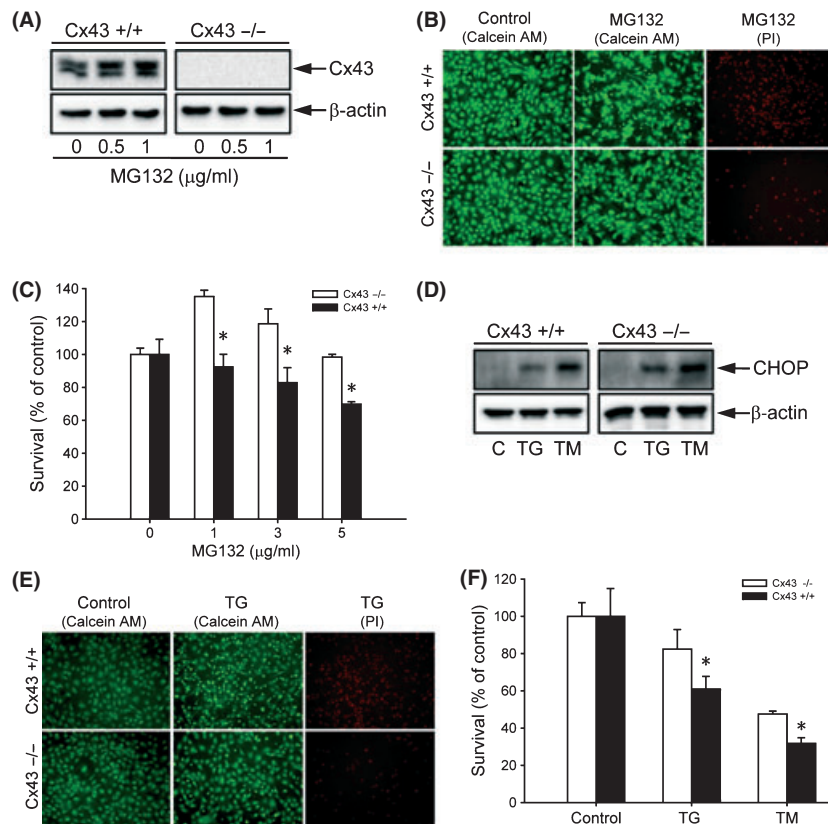 (A)
Cx43 +/+ Cx43 −/−
Cx43
β-actin
0 0.5 1 0 0.5 1
MG132 (μg/ml)
(B)
Control MG132 MG132
(Calcein AM) (Calcein AM) (PI)
Cx43 +/+
Cx43 −/−
(C)
140
120
100
80
60
40
20
0
Survival (% of control)
Cx43 −/−
Cx43 +/+
*
*
*
0 1 3 5
MG132 (μg/ml)
(D)
Cx43 +/+ Cx43 −/−
CHOP
β-actin
C TG TM C TG TM
(E)
Control TG TG
(Calcein AM) (Calcein AM) (PI)
Cx43 +/+
Cx43 −/−
(F)
120
100
80
60
40
20
0
Survival (% of control)
Cx43 −/−
Cx43 +/+
*
*
Control TG TM